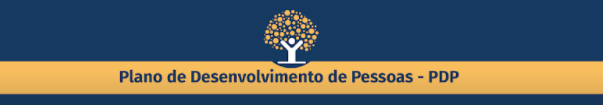 Plano de Desenvolvimento de Pessoas - PDP